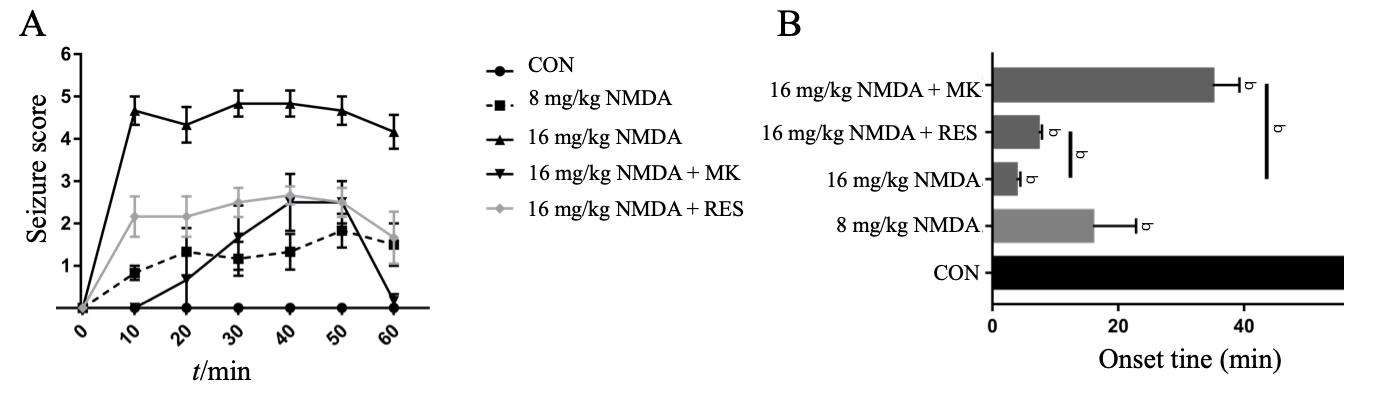 A
6
5
4
3
2
1
0
10
20
30
40
50
60
Seizure score
t/min
CON
8 mg/kg NMDA
16 mg/kg NMDA
16 mg/kg NMDA + MK
16 mg/kg NMDA + RES
B
16 mg/kg NMDA + MK
b
16 mg/kg NMDA + RES
b
b
b
16 mg/kg NMDA
b
8 mg/kg NMDA
b
CON
0
20
40
Onset tine (min)